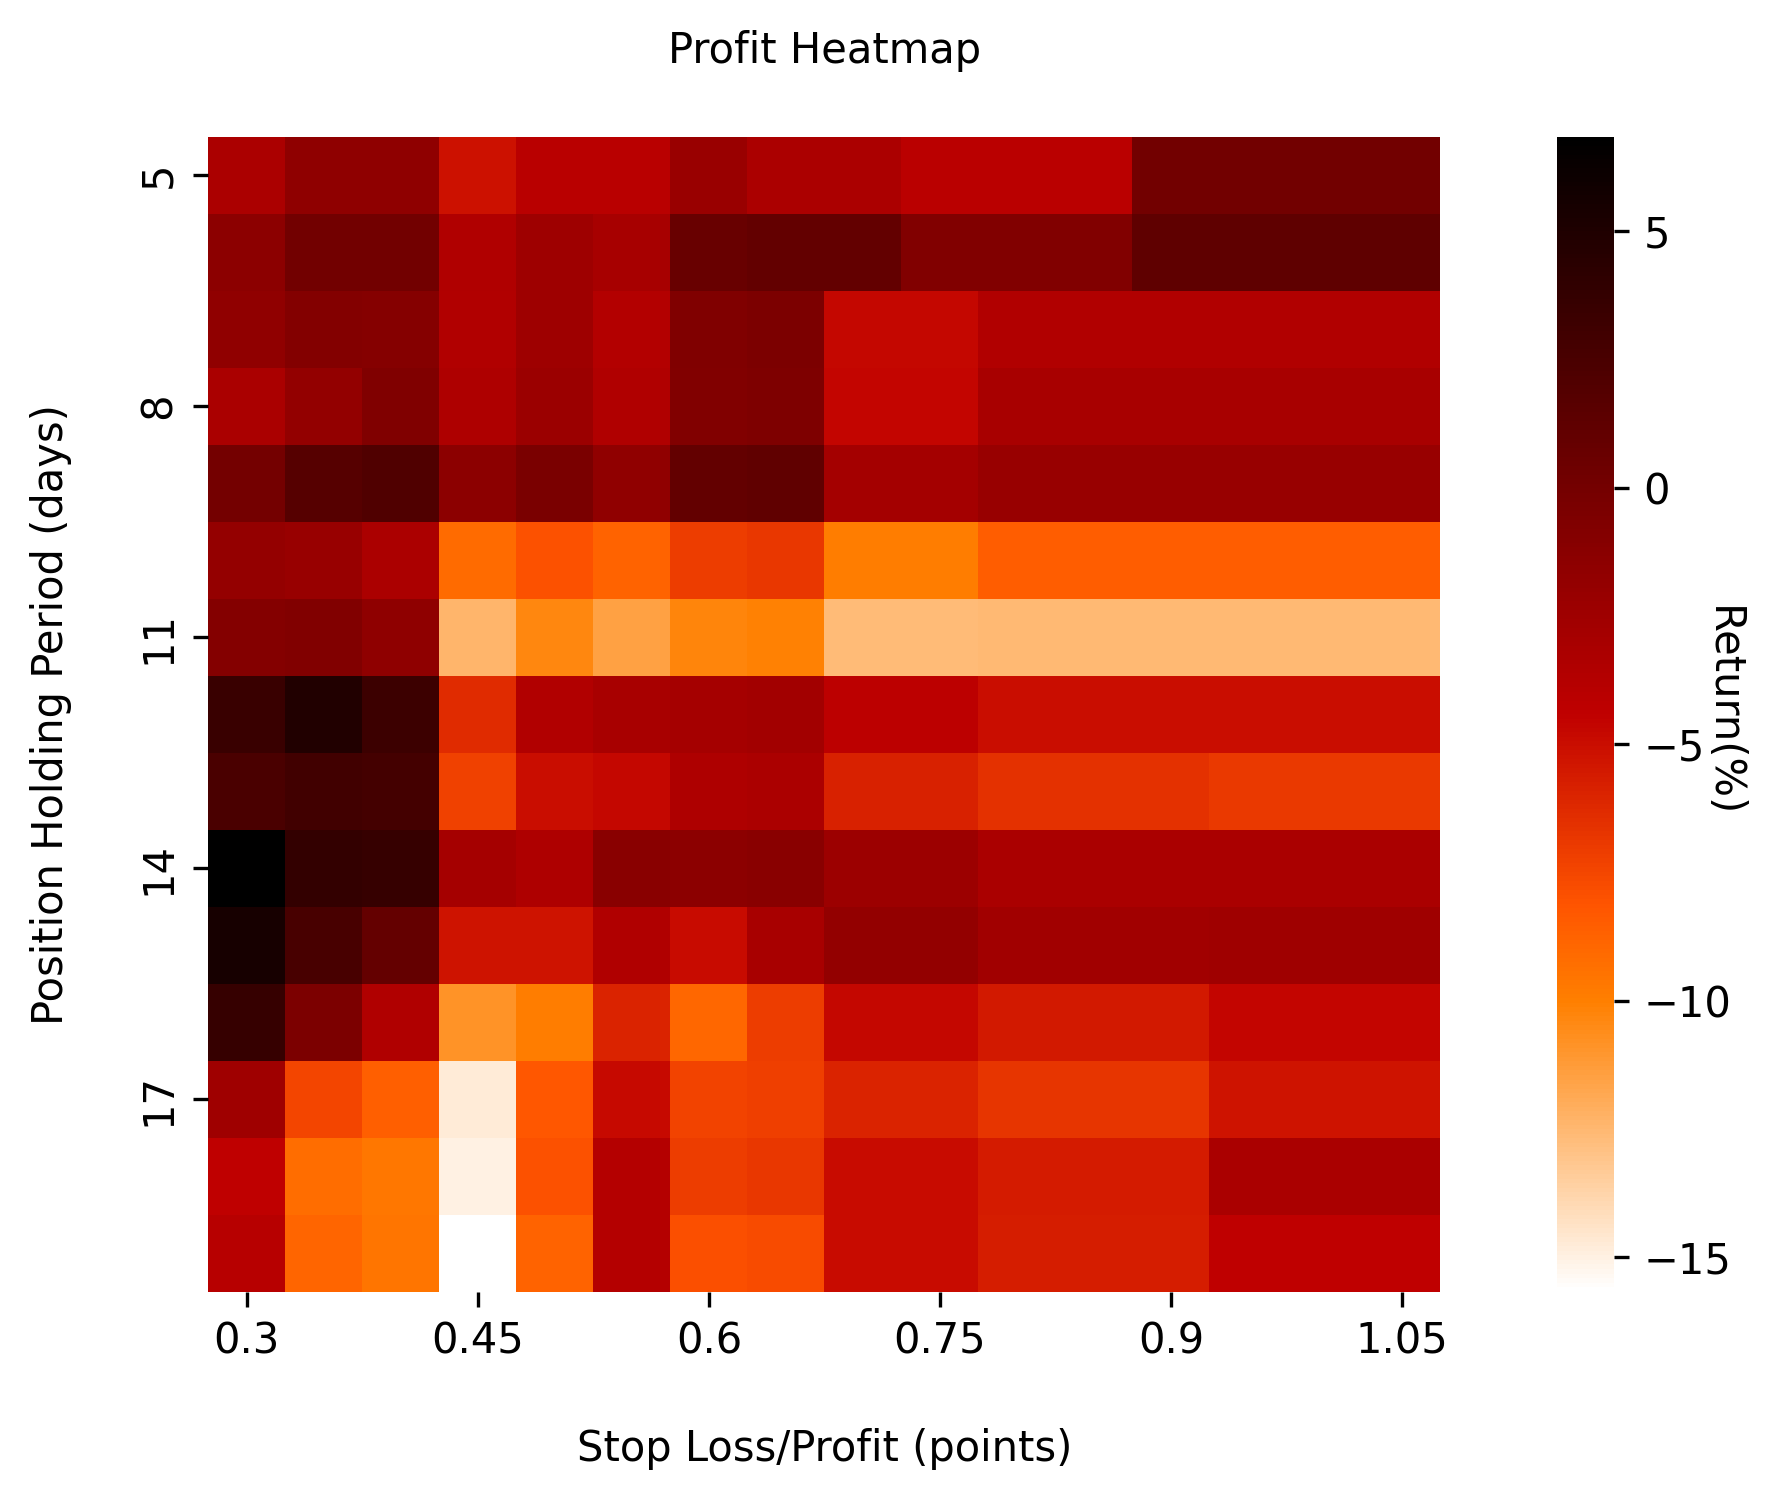 Profit Heatmap
Position Holding Period (days)
5
8
11
14
17
0.3 0.45 0.6 0.75 0.9 1.05
Stop Loss/Profit (points)
5
0
−5
−10
−15
Return(%)